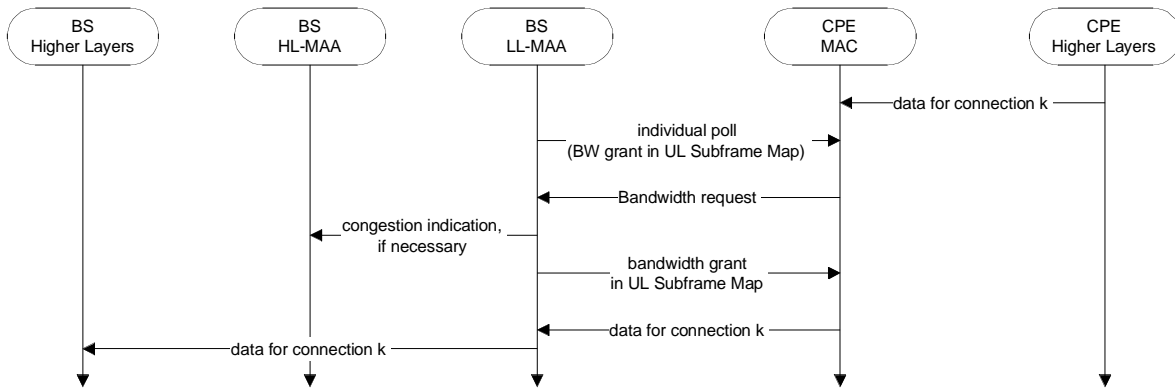 BS
Higher Layers
BS
HL-MAA
BS
LL-MAA
CPE
MAC
CPE
Higher Layers
data for connection k
individual poll
(BW grant in UL Subframe Map)
Bandwidth request
congestion indication,
if necessary
bandwidth grant
in UL Subframe Map
data for connection k
data for connection k